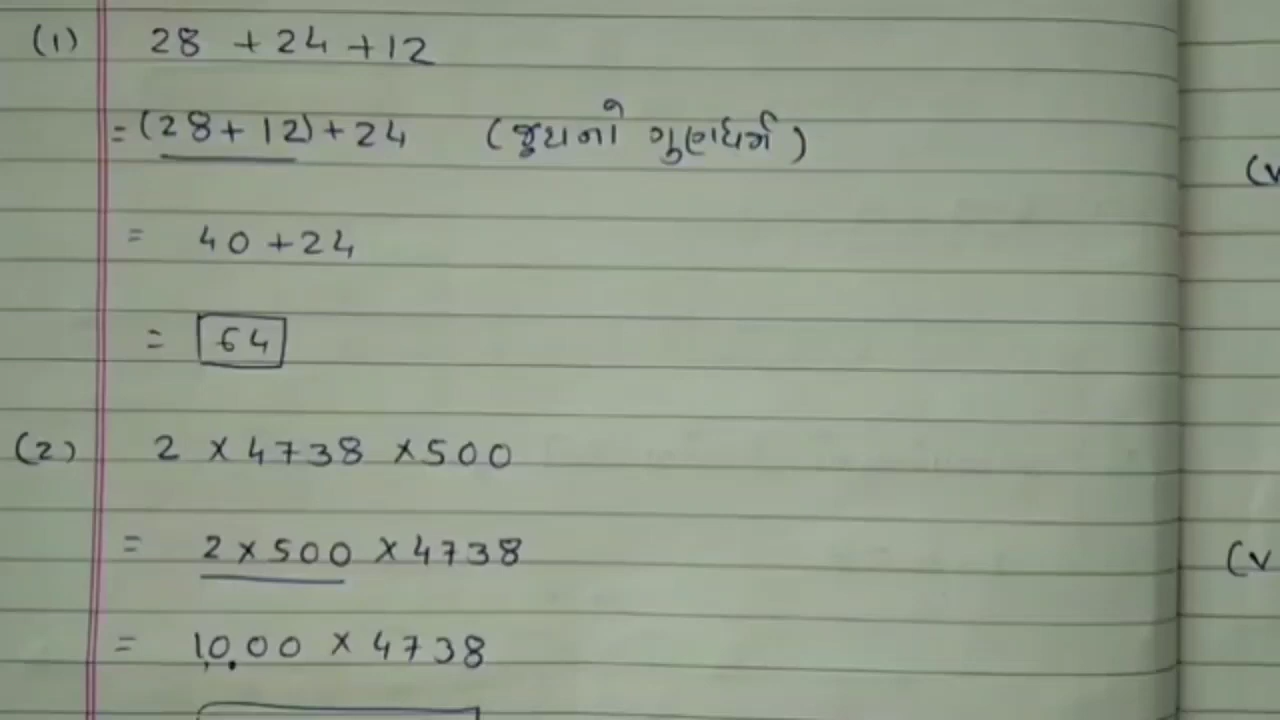 (1) 28 + 24 + 12
= (28 + 12) + 24 (જૂથનો ગુણધર્મ)
= 40 + 24
= 64
(2) 2 × 4738 × 500
= 2 × 500 × 4738
= 1000 × 4738